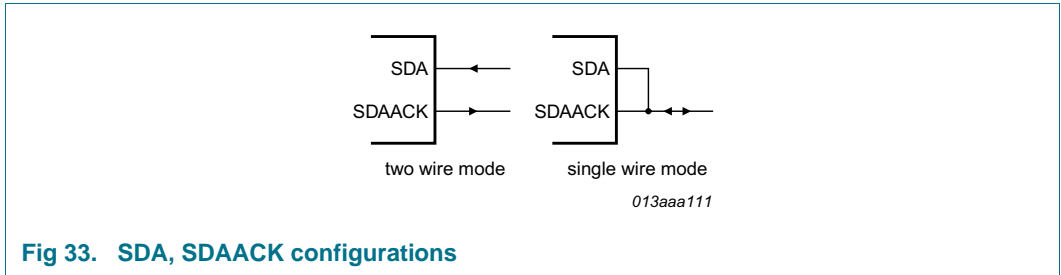 SDA
SDAACK
two wire mode
SDA
SDAACK
single wire mode
013aaa111
Fig 33. SDA, SDAACK configurations